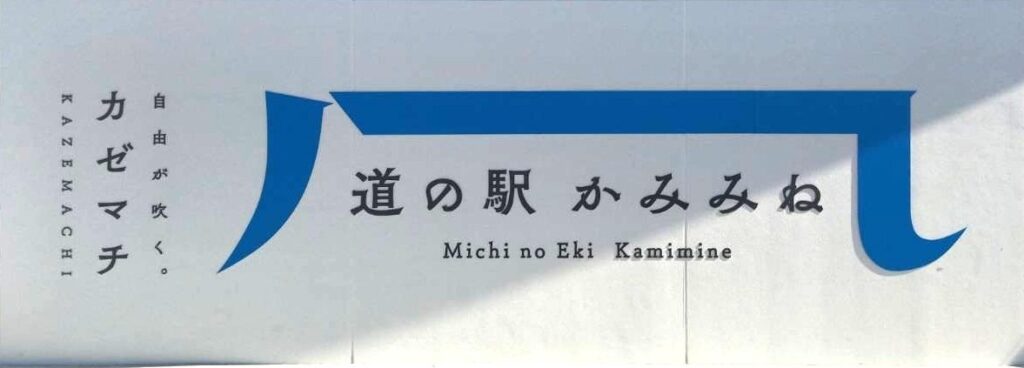 自由が吹く。
カゼマチ
KAZEMACHI
道の駅 かみみね
Michi no Eki Kamimine